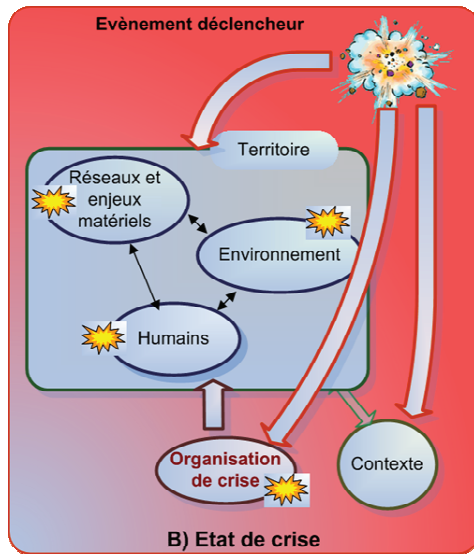 Evènement déclencheur
Territoire
Réseaux et
enjeux
matériels
Environnement
Humains
Organisation
de crise
Contexte
B) Etat de crise